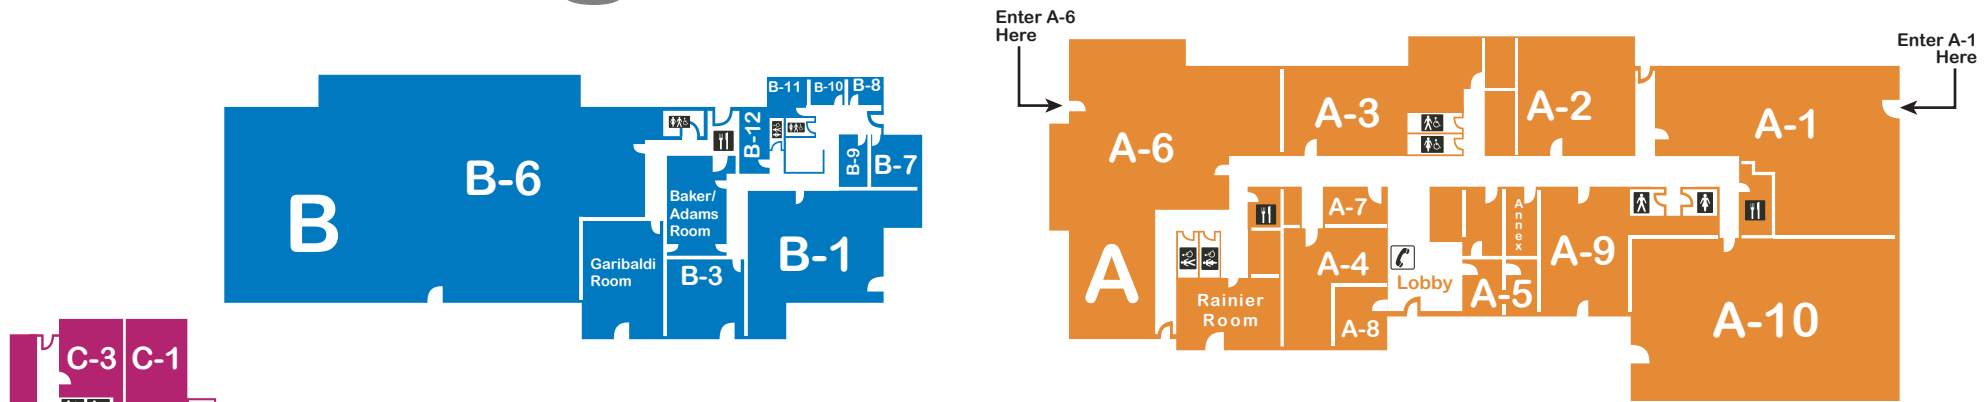 Enter A-6
Here
Enter A-1
Here
B-11
B-10
B-8
B-12
B-9
B-7
B-6
B
Baker/
Adams
Room
Garibaldi
Room
B-3
B-1
C-3
C-1
A-6
A-3
A-2
A-1
A-7
Annex
A-9
A
A-4
Lobby
A-5
Rainier
Room
A-8
A-10